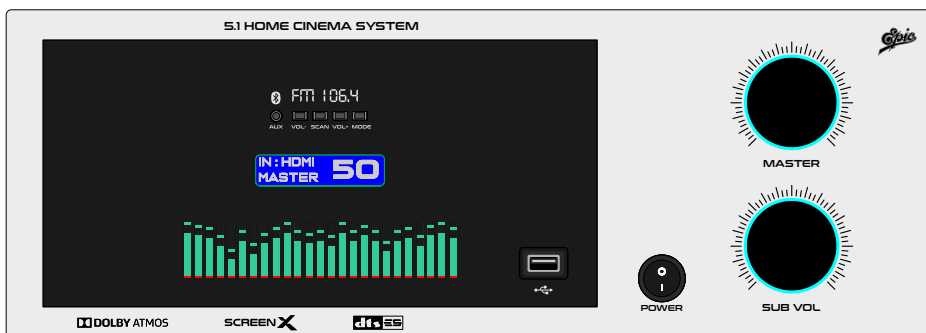 5.1 HOME CINEMA SYSTEM
Epic
FM 106.4
AUX VOL- SCAN VOL+ MODE
IN : HDMI
MASTER 50
MASTER
SUB VOL
POWER
O
I
DOLBY ATMOS SCREEN X dts ES